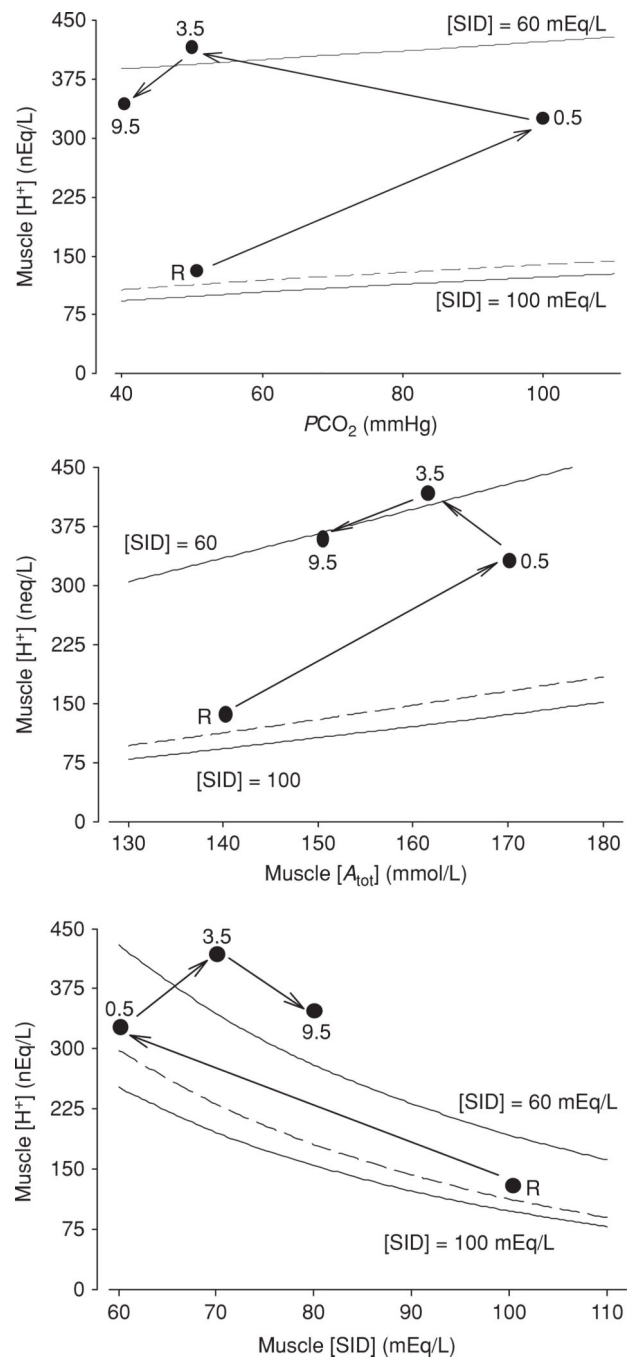 450
375
300
150
75
0
Muscle [H⁺] (nEq/L)
[SID] = 60 mEq/L
3.5
9.5
0.5
R
[SID] = 100 mEq/L
40
60
80
100
PCO₂ (mmHg)
450
375
300
150
75
0
Muscle [H⁺] (neq/L)
3.5
[SID] = 60
9.5
0.5
R
[SID] = 100
130
140
150
160
170
180
Muscle [Aₜₒₜ] (mmol/L)
450
375
300
225
150
75
0
Muscle [H⁺] (nEq/L)
3.5
0.5
9.5
[SID] = 60 mEq/L
R
[SID] = 100 mEq/L
60
70
80
90
100
110
Muscle [SID] (mEq/L)